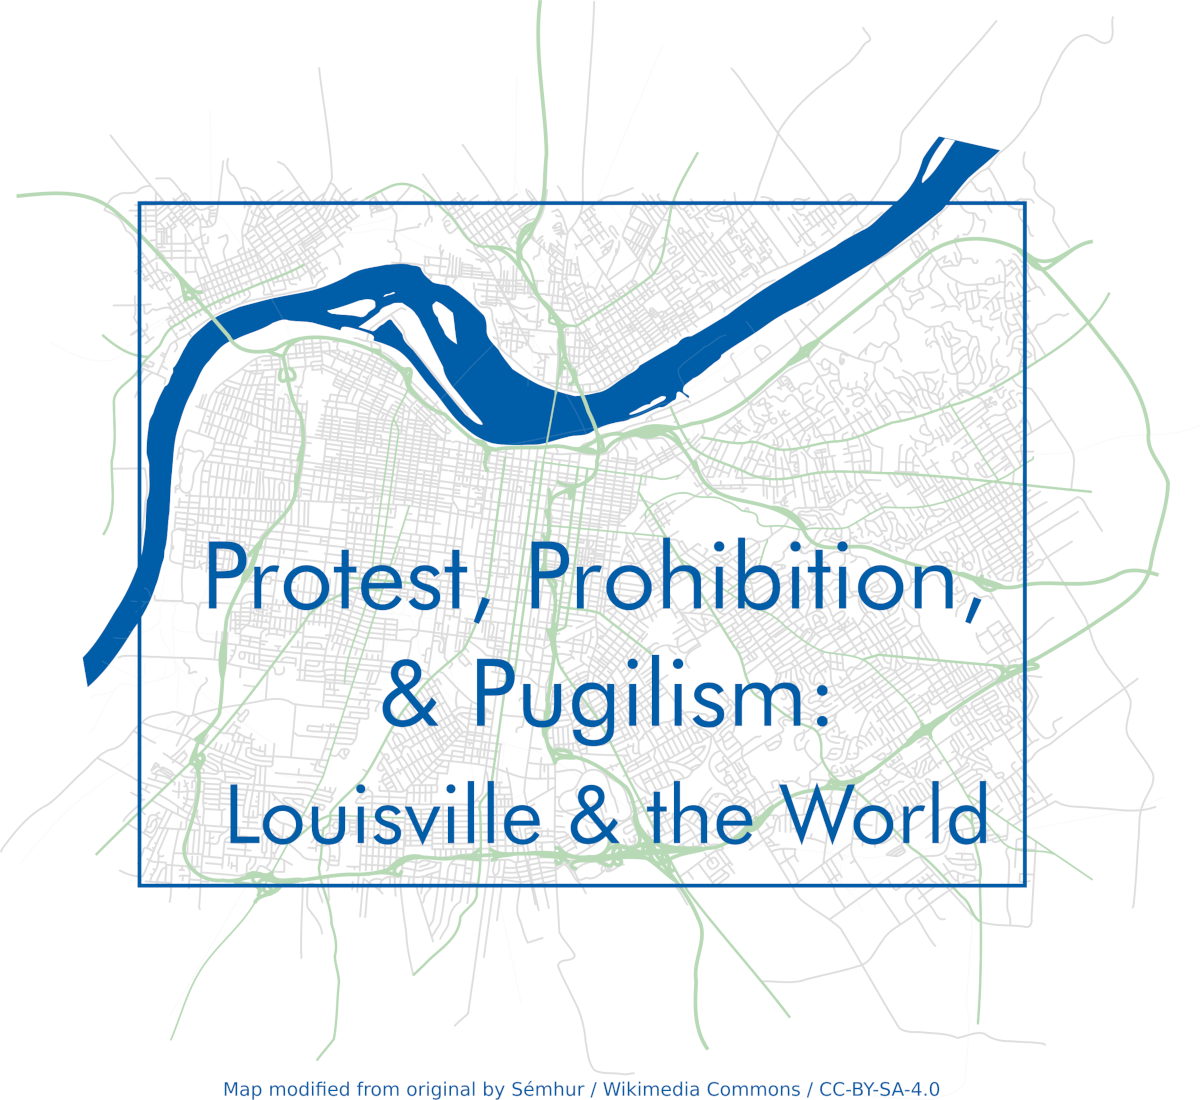 Protest, Prohibition,
& Pugilism:
Louisville & the World
Map modified from original by Sémhur / Wikimedia Commons / CC-BY-SA-4.0